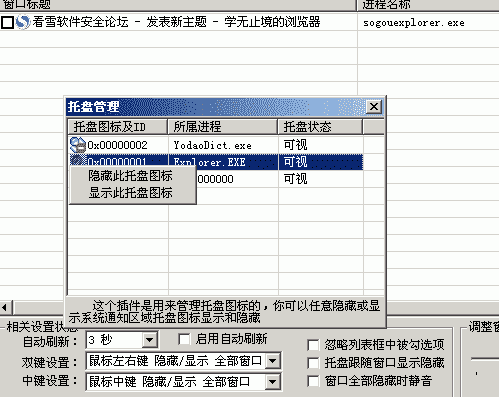 窗口标题 进程名称
看雪软件安全论坛 - 发表新主题 - 学无止境的浏览器 sogouexplorer.exe
托盘管理
托盘图标及ID 所属进程 托盘状态
0x00000002 YodaoDict.exe 可视
0x00000001 Explorer.EXE 可视
隐藏此托盘图标
000000 可视
显示此托盘图标
这个插件是用来管理托盘图标的，你可以任意隐藏或显示系统通知区域托盘图标显示和隐藏
相关设置状态 调整窗
自动刷新： 3 秒 启用自动刷新 忽略列表框中被勾选项
双键设置： 鼠标左右键 隐藏/显示 全部窗口 托盘跟随窗口显示隐藏
中键设置： 鼠标中键 隐藏/显示 全部窗口 窗口全部隐藏时静音